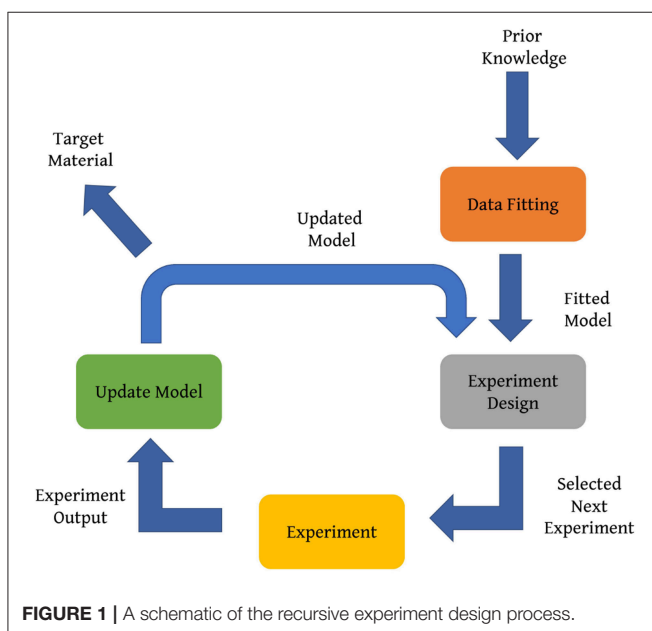 Prior
Knowledge
Target
Material
Data Fitting
Updated
Model
Fitted
Model
Update Model
Experiment
Design
Experiment
Output
Experiment
Selected
Next
Experiment
FIGURE 1 | A schematic of the recursive experiment design process.